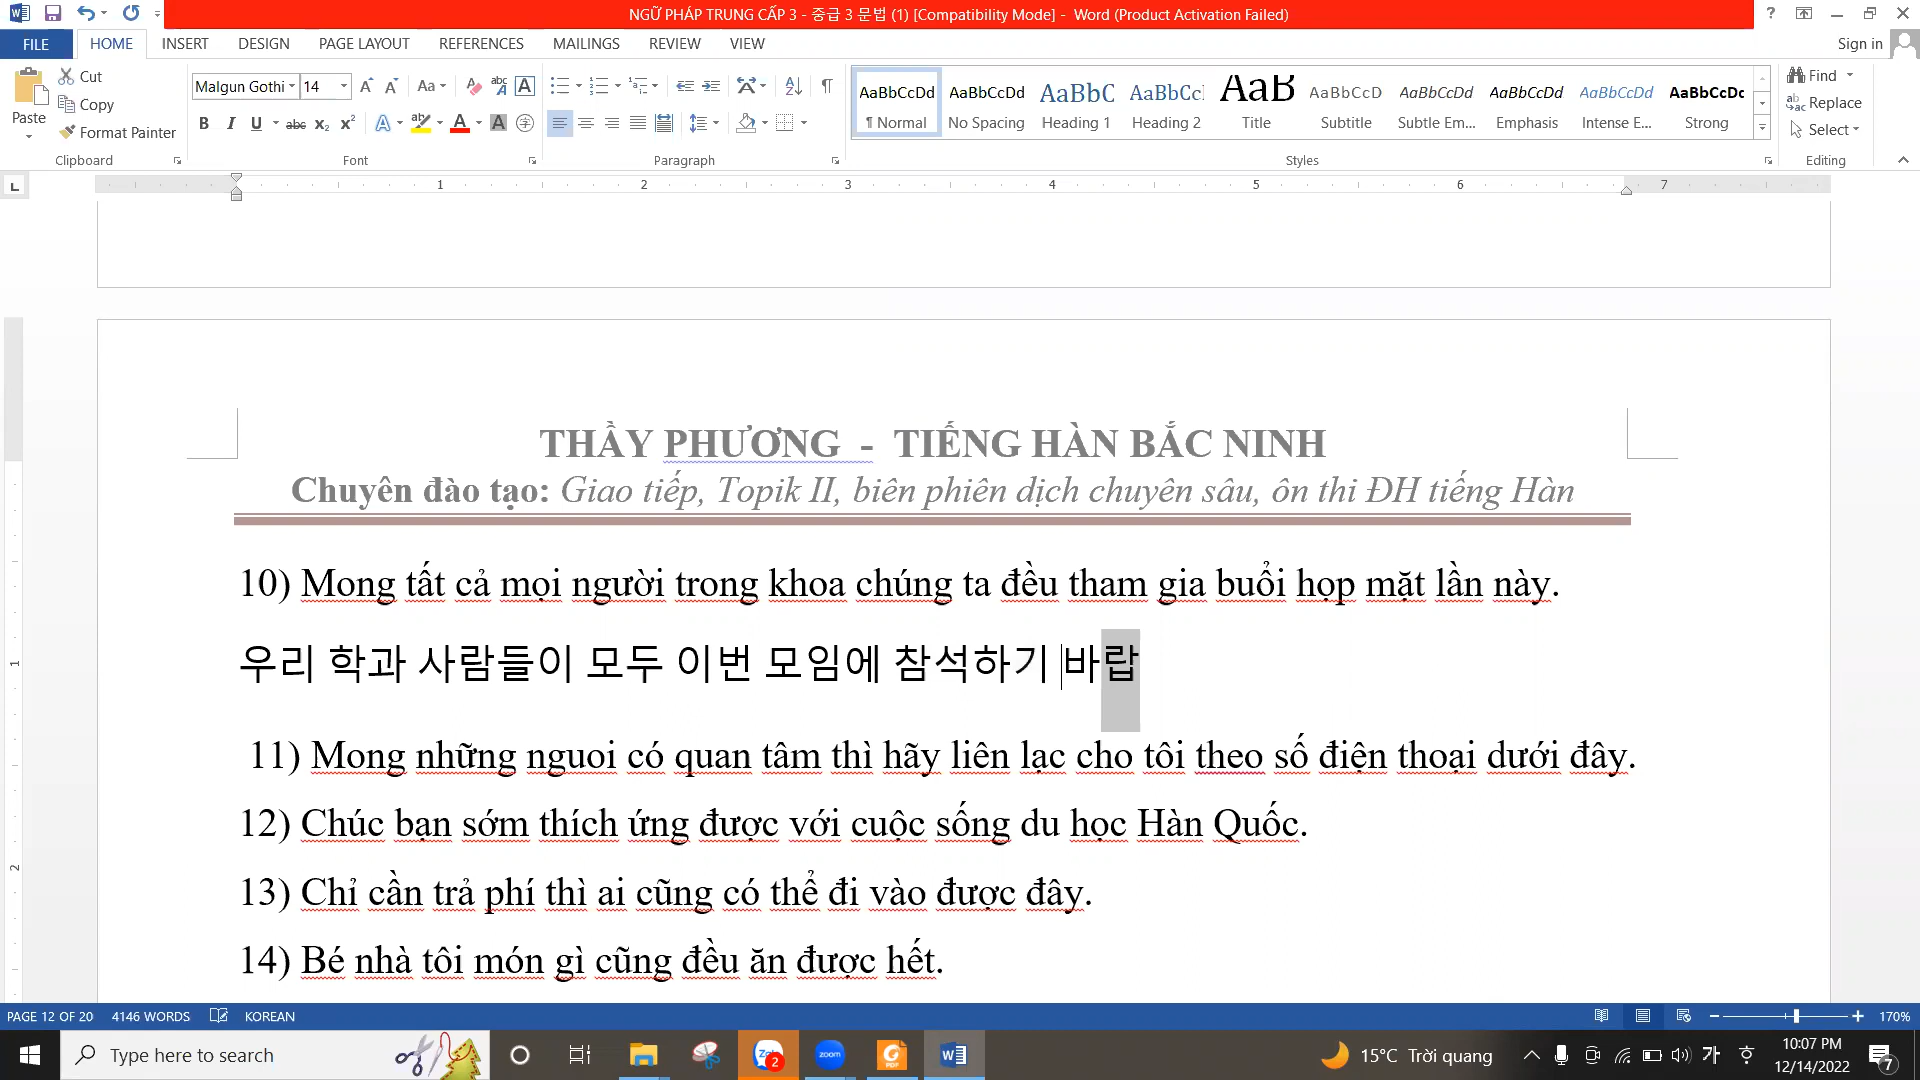 NGỮ PHÁP TRUNG CẤP 3 - 중급 3 문법 (1) [Compatibility Mode] - Word (Product Activation Failed)
FILE HOME INSERT DESIGN PAGE LAYOUT REFERENCES MAILINGS REVIEW VIEW Sign in
Paste Cut Copy Format Painter Clipboard
Malgun Gothi 14 Font
Paragraph
AaBbCcDd AaBbCcDd AaBbC AaBbCc AaB AaBbCcD AaBbCcDd AaBbCcDd AaBbCcDd AaBbCcDc
¶ Normal No Spacing Heading 1 Heading 2 Title Subtitle Subtle Em... Emphasis Intense E... Strong
Styles
Find Replace Select Editing
1 2 3 4 5 6 7
THẦY PHƯƠNG - TIẾNG HÀN BẮC NINH
Chuyên đào tạo: Giao tiếp, Topik II, biên phiên dịch chuyên sâu, ôn thi ĐH tiếng Hàn
10) Mong tất cả mọi người trong khoa chúng ta đều tham gia buổi họp mặt lần này.
우리 학과 사람들이 모두 이번 모임에 참석하기 바랍
11) Mong những nguoi có quan tâm thì hãy liên lạc cho tôi theo số điện thoại dưới đây.
12) Chúc bạn sớm thích ứng được với cuộc sống du học Hàn Quốc.
13) Chỉ cần trả phí thì ai cũng có thể đi vào được đây.
14) Bé nhà tôi món gì cũng đều ăn được hết.
PAGE 12 OF 20 4146 WORDS KOREAN 170%
Type here to search
15°C Trời quang
가
10:07 PM
12/14/2022